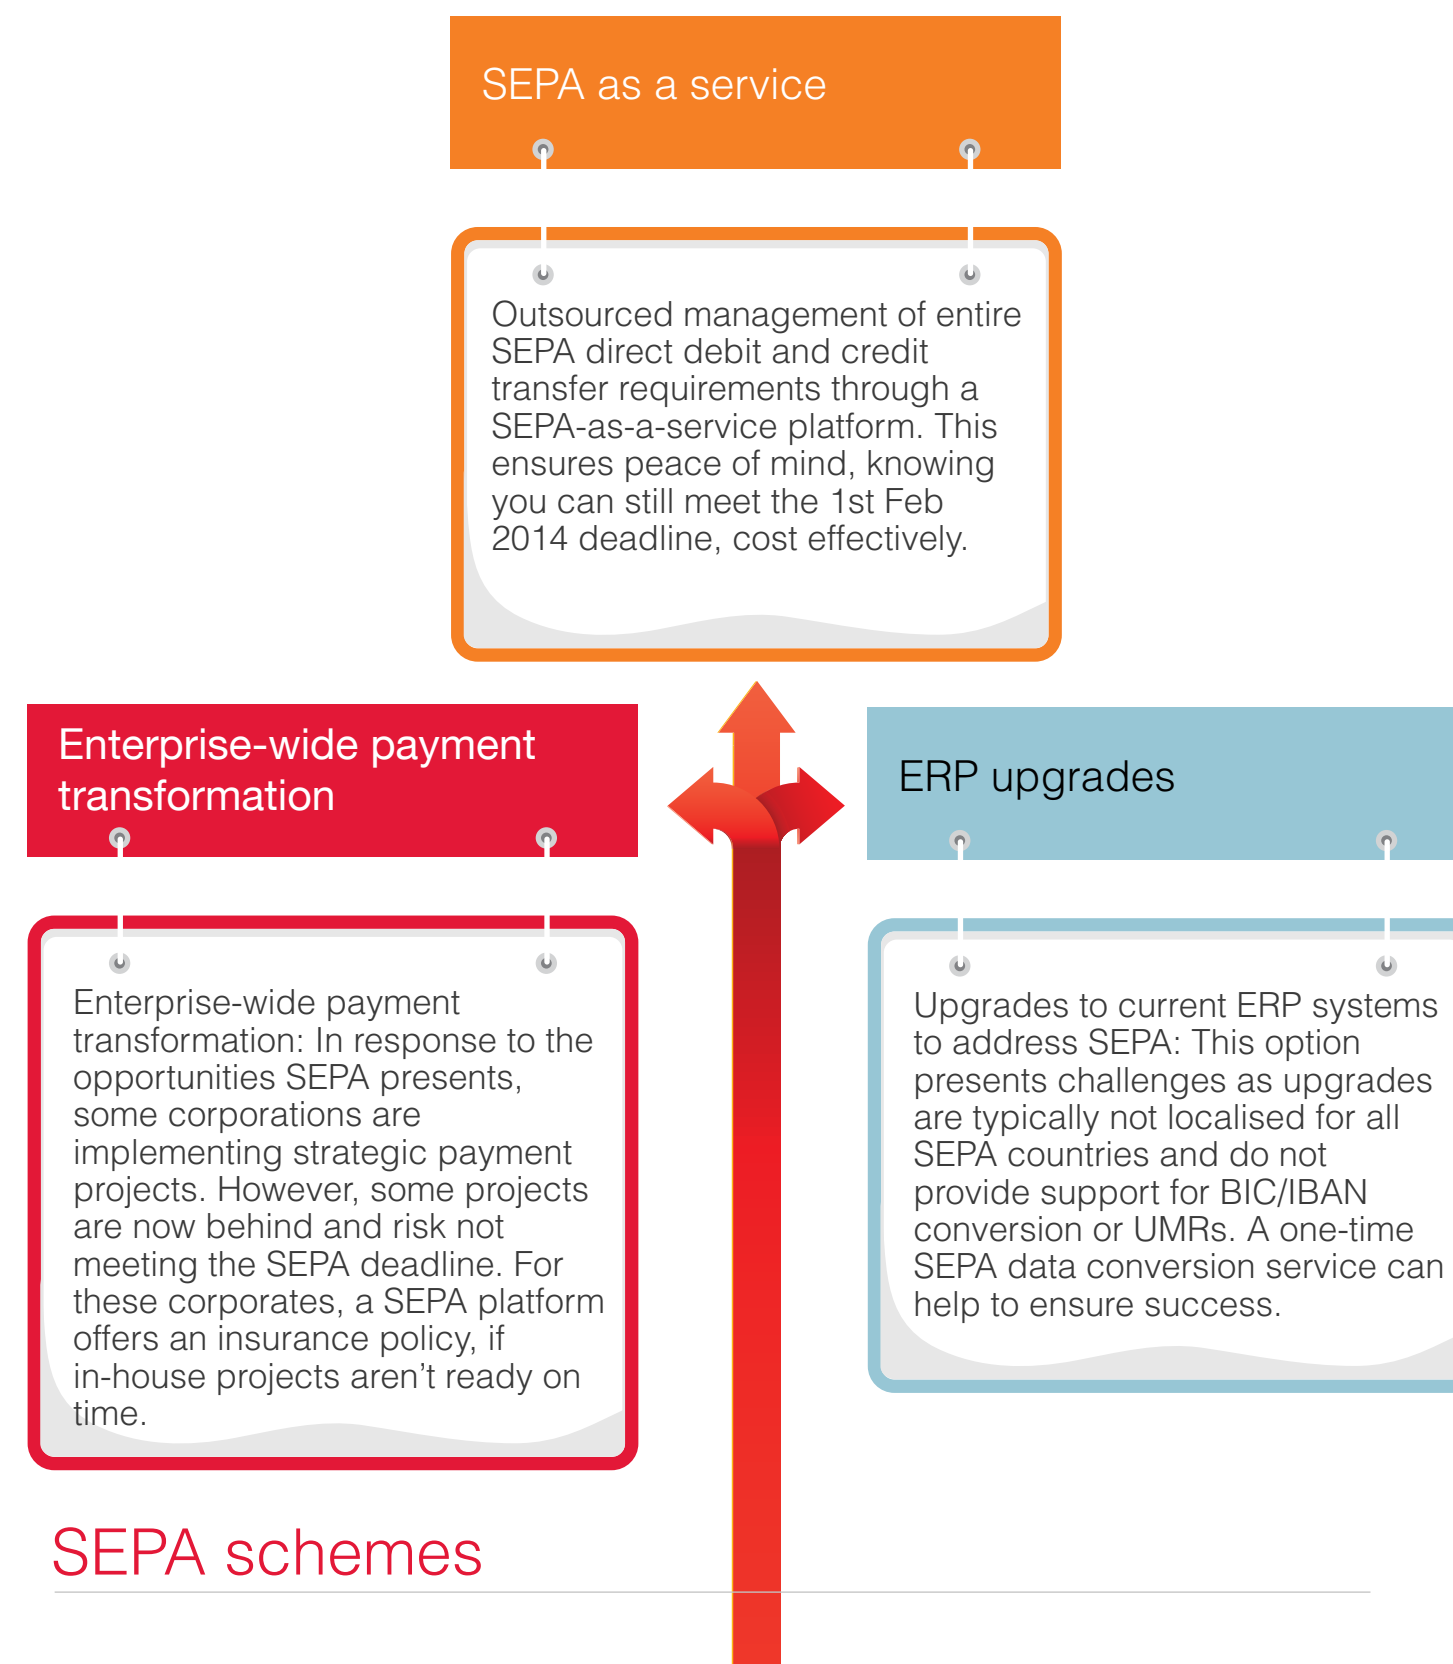 SEPA as a service
Outsourced management of entire
SEPA direct debit and credit
transfer requirements through a
SEPA-as-a-service platform. This
ensures peace of mind, knowing
you can still meet the 1st Feb
2014 deadline, cost effectively.
Enterprise-wide payment
transformation
Enterprise-wide payment
transformation: In response to the
opportunities SEPA presents,
some corporations are
implementing strategic payment
projects. However, some projects
are now behind and risk not
meeting the SEPA deadline. For
these corporates, a SEPA platform
offers an insurance policy, if
in-house projects aren’t ready on
time.
ERP upgrades
Upgrades to current ERP systems
to address SEPA: This option
presents challenges as upgrades
are typically not localised for all
SEPA countries and do not
provide support for BIC/IBAN
conversion or UMRs. A one-time
SEPA data conversion service can
help to ensure success.
SEPA schemes